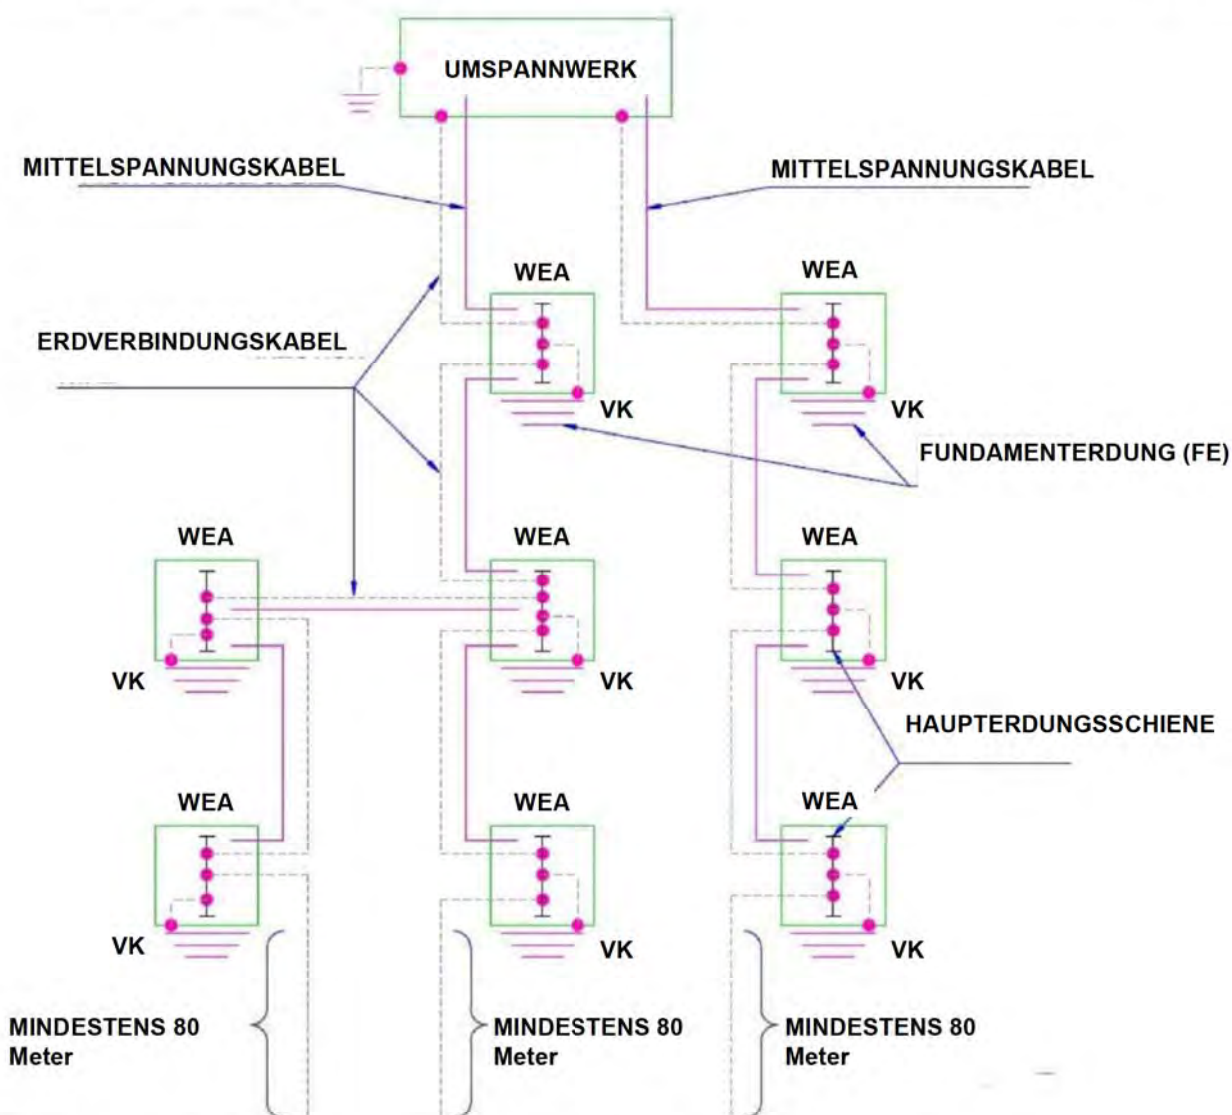 UMSPANNWERK
MITTELSPANNUNGSKABEL
MITTELSPANNUNGSKABEL
WEA
WEA
ERDVERBINDUNGSKABEL
VK
VK
FUNDAMENTERDUNG (FE)
WEA
WEA
WEA
VK
VK
VK
HAUPTERDUNGSSCHIENE
WEA
WEA
WEA
VK
VK
VK
MINDESTENS 80
Meter
MINDESTENS 80
Meter
MINDESTENS 80
Meter